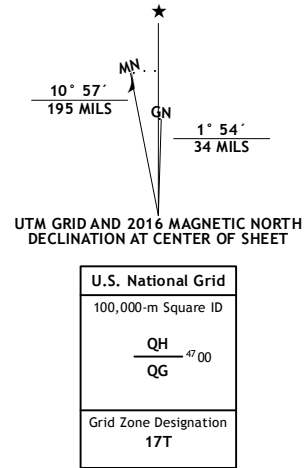 ★
MN
10° 57´
195 MILS
GN
1° 54´
34 MILS
UTM GRID AND 2016 MAGNETIC NORTH
DECLINATION AT CENTER OF SHEET
U.S. National Grid
100,000-m Square ID
QH
4700
QG
Grid Zone Designation
17T